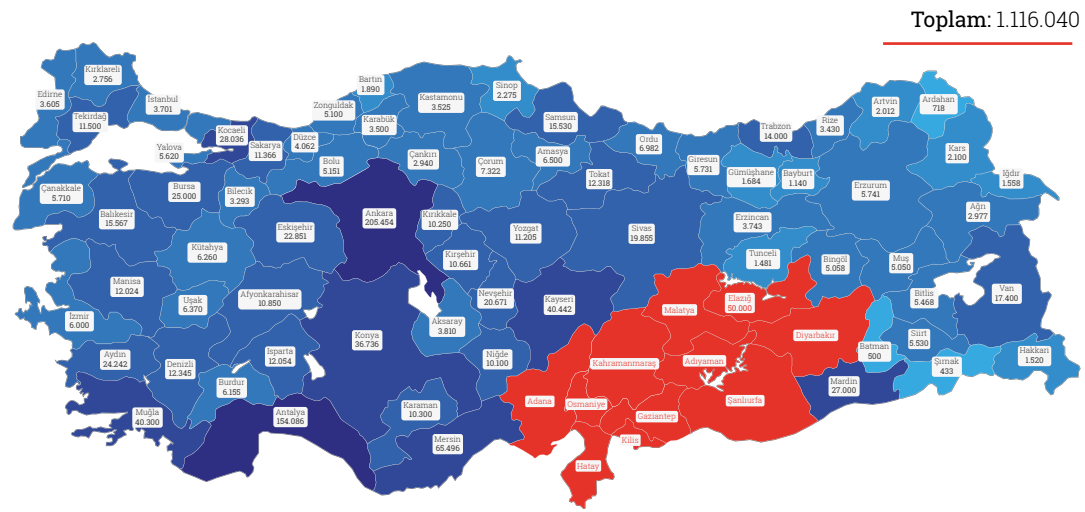 Toplam: 1.116.040
Kırklareli
2.756
Edirne
3.605
İstanbul
3.701
Tekirdağ
11.500
Kocaeli
28.036
Sakarya
11.366
Yalova
5.620
Düzce
4.062
Zonguldak
5.100
Bartın
1.890
Karabük
3.500
Kastamonu
3.525
Sinop
2.275
Samsun
15.530
Ordu
6.982
Giresun
5.731
Trabzon
14.000
Rize
3.430
Artvin
2.012
Ardahan
718
Kars
2.100
Iğdır
1.558
Ağrı
2.977
Erzurum
5.741
Bayburt
1.140
Gümüşhane
1.684
Erzincan
3.743
Tunceli
1.481
Bingöl
5.058
Muş
5.050
Bitlis
5.468
Van
17.400
Hakkari
1.520
Şırnak
433
Siirt
5.530
Batman
500
Mardin
27.000
Diyarbakır
Elazığ
50.000
Malatya
Adıyaman
Şanlıurfa
Kahramanmaraş
Gaziantep
Kilis
Osmaniye
Adana
Hatay
Çanakkale
5.710
Balıkesir
15.567
Bursa
25.000
Bilecik
3.293
Bolu
5.151
Çankırı
2.940
Çorum
7.322
Amasya
6.500
Tokat
12.318
Sivas
19.855
Yozgat
11.205
Kırıkkale
10.250
Ankara
205.454
Eskişehir
22.851
Kütahya
6.260
Manisa
12.024
Uşak
6.370
Afyonkarahisar
10.850
İzmir
6.000
Aydın
24.242
Denizli
12.345
Isparta
12.054
Burdur
6.155
Muğla
40.300
Antalya
154.086
Konya
36.736
Kırşehir
10.661
Nevşehir
20.671
Kayseri
40.442
Aksaray
3.810
Niğde
10.100
Karaman
10.300
Mersin
65.496